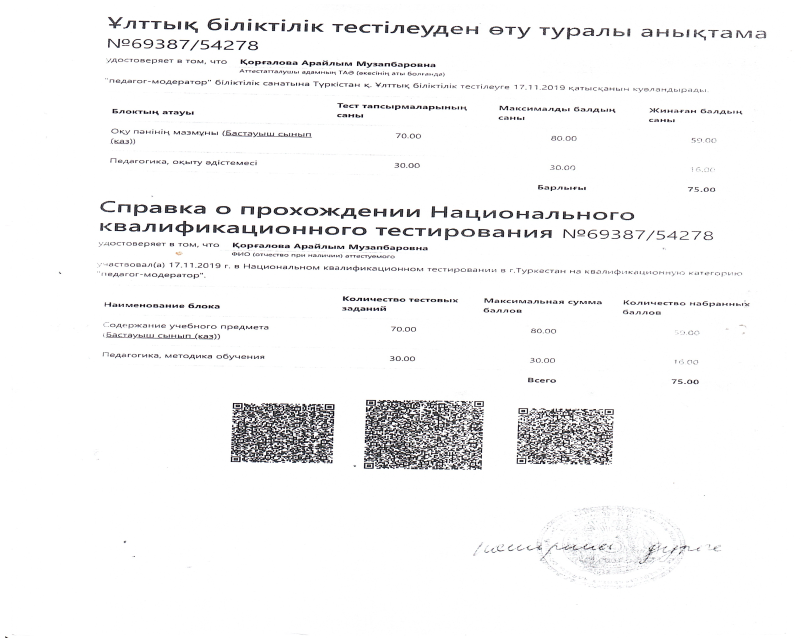 Ұлттық біліктілік тестілеуден өту туралы анықтама
№69387/54278
удостоверяет в том, что Қорғалова Арайлым Музапбаровна
Аттестатталушы адамның ТАӘ (әкесінің аты болғанда)
"педагог-модератор" біліктілік санатына Түркістан қ. Ұлттық біліктілік тестілеуге 17.11.2019 қатысқанын куәландырады.
Блоктың атауы Тест тапсырмаларының саны Максималды балдың саны Жинаған балдың саны
Оқу пәнінің мазмұны (Бастауыш сынып 70.00 80.00 59.00
(қаз))
Педагогика, оқыту әдістемесі 30.00 30.00 16.00
Барлығы 75.00
Справка о прохождении Национального
квалификационного тестирования №69387/54278
удостоверяет в том, что Қорғалова Арайлым Музапбаровна
ФИО (отчество при наличии) аттестуемого
участвовал(а) 17.11.2019 г. в Национальном квалификационном тестировании в г.Туркестан на квалификационную категорию
"педагог-модератор".
Наименование блока Количество тестовых заданий Максимальная сумма баллов Количество набранных баллов
Содержание учебного предмета 70.00 80.00 59.00
(Бастауыш сынып (қаз))
Педагогика, методика обучения 30.00 30.00 16.00
Всего 75.00